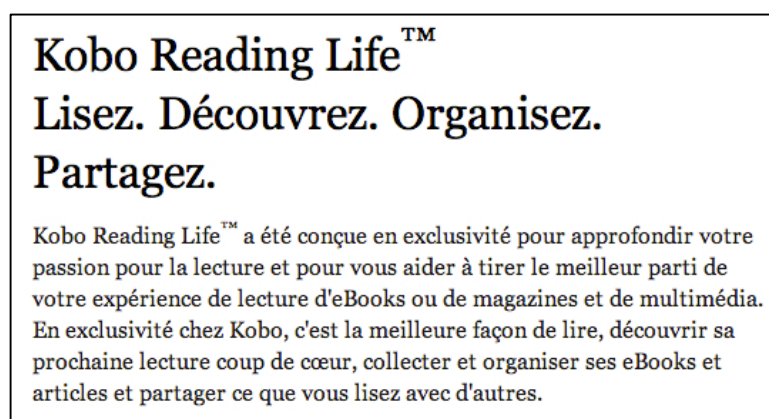 Kobo Reading Life™
Lisez. Découvrez. Organisez.
Partagez.
Kobo Reading Life™ a été conçue en exclusivité pour approfondir votre
passion pour la lecture et pour vous aider à tirer le meilleur parti de
votre expérience de lecture d'eBooks ou de magazines et de multimédia.
En exclusivité chez Kobo, c'est la meilleure façon de lire, découvrir sa
prochaine lecture coup de cœur, collecter et organiser ses eBooks et
articles et partager ce que vous lisez avec d'autres.